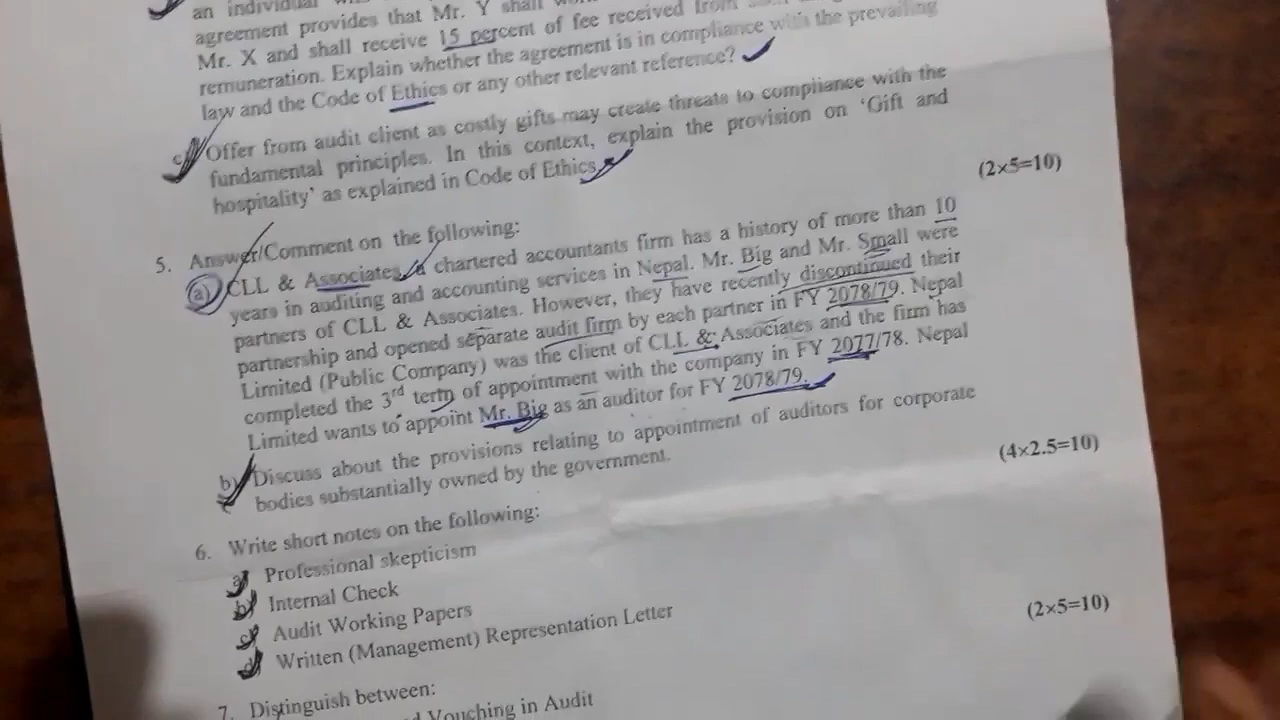 an individual
agreement provides that Mr. Y shall
Mr. X and shall receive 15 percent of fee received from
remuneration. Explain whether the agreement is in compliance with the prevailing
law and the Code of Ethics or any other relevant reference?
c) Offer from audit client as costly gifts may create threats to compliance with the
fundamental principles. In this context, explain the provision on ‘Gift and
hospitality’ as explained in Code of Ethics.
(2×5=10)
5. Answer/Comment on the following:
a) CLL & Associates, a chartered accountants firm has a history of more than 10
years in auditing and accounting services in Nepal. Mr. Big and Mr. Small were
partners of CLL & Associates. However, they have recently discontinued their
partnership and opened separate audit firm by each partner in FY 2078/79. Nepal
Limited (Public Company) was the client of CLL & Associates and the firm has
completed the 3rd term of appointment with the company in FY 2077/78. Nepal
Limited wants to appoint Mr. Big as an auditor for FY 2078/79.
b) Discuss about the provisions relating to appointment of auditors for corporate
bodies substantially owned by the government.
(4×2.5=10)
6. Write short notes on the following:
a) Professional skepticism
b) Internal Check
c) Audit Working Papers
d) Written (Management) Representation Letter
(2×5=10)
7. Distinguish between:
Vouching in Audit